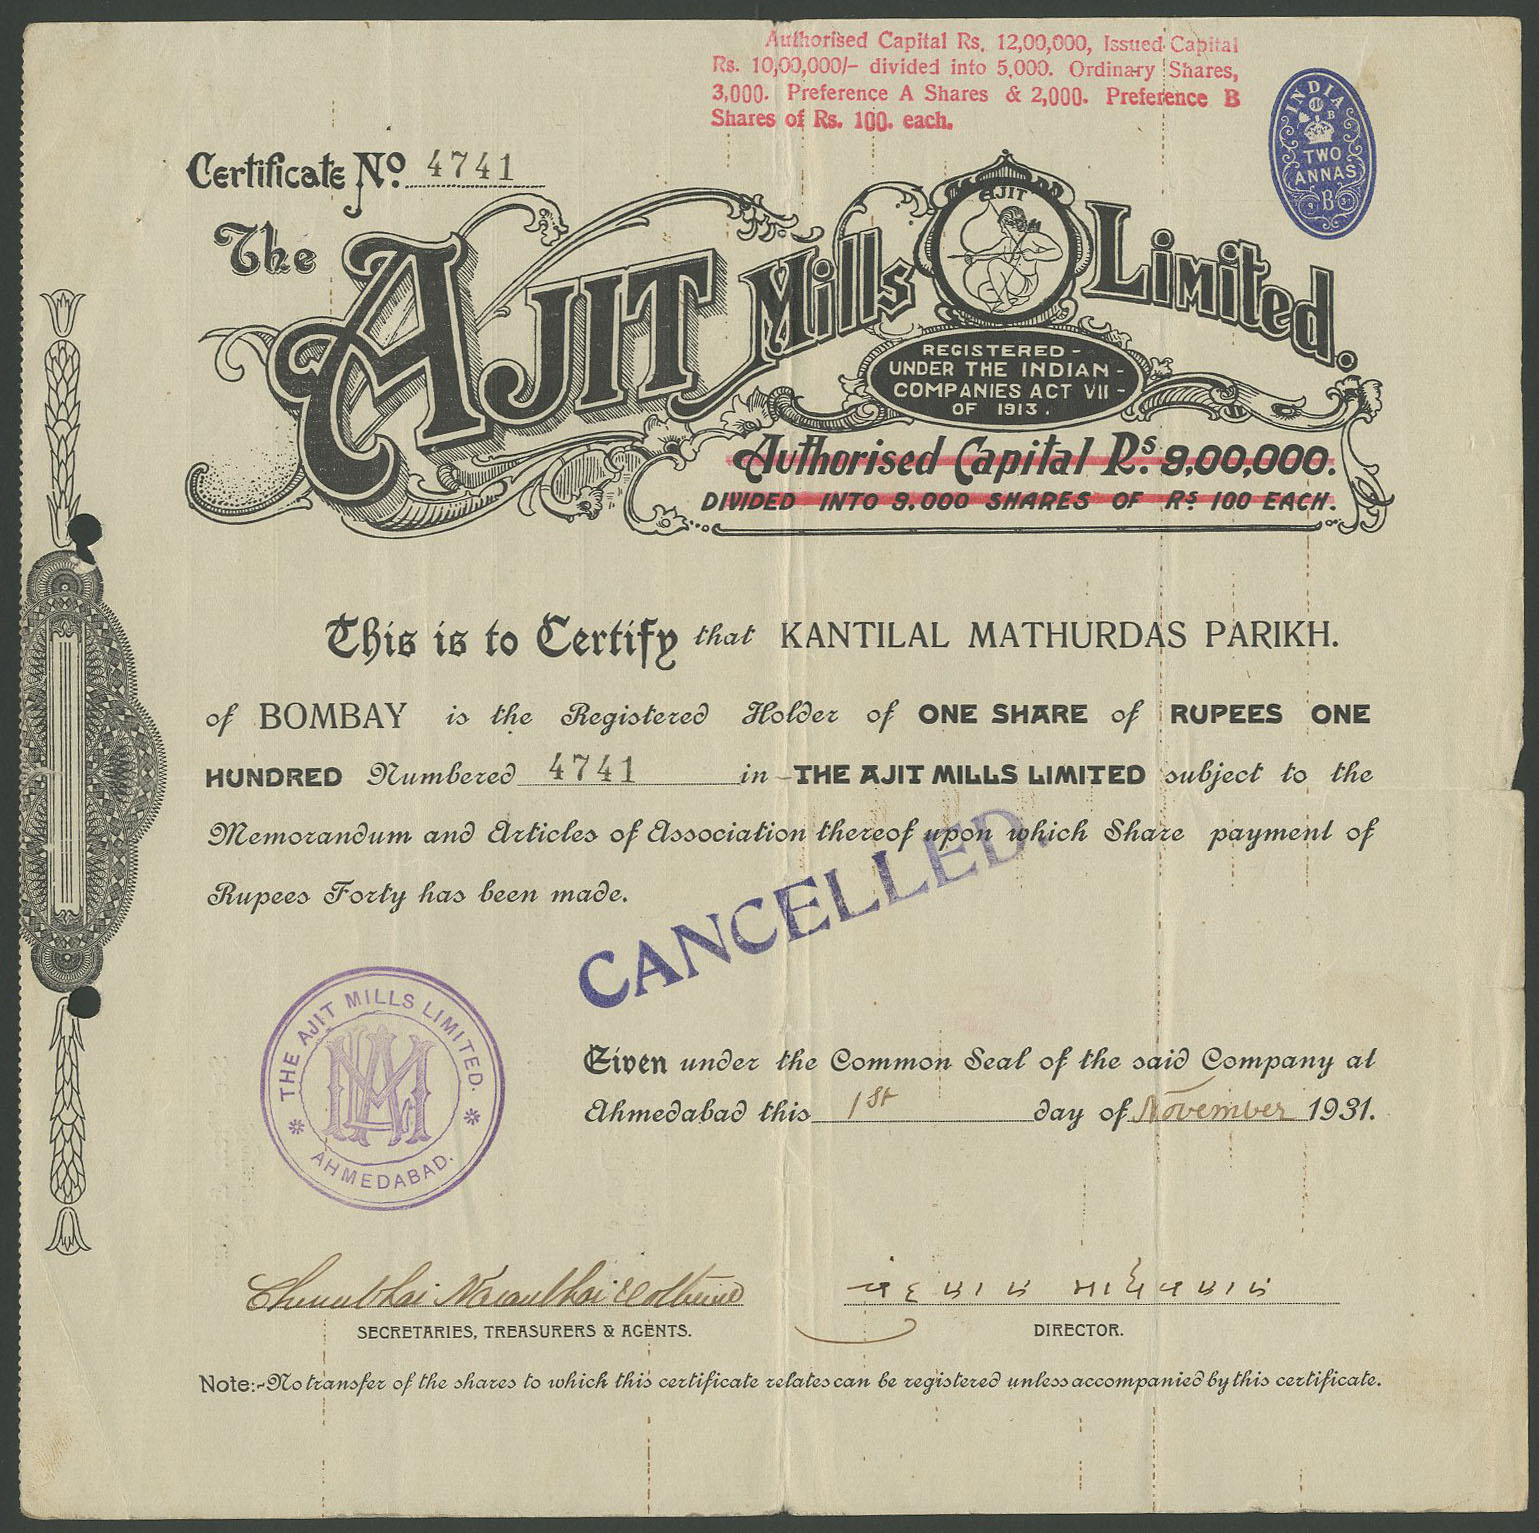 Authorised Capital Rs. 12,00,000, Issued Capital
Rs. 10,00,000/- divided into 5,000. Ordinary Shares,
3,000. Preference A Shares & 2,000. Preference B
Shares of Rs. 100. each.
INDIA
TWO
ANNAS
B
Certificate No. 4741
The AJIT Mills Limited.
AJIT
REGISTERED -
UNDER THE INDIAN -
COMPANIES ACT VII -
OF 1913.
Authorised Capital Rs. 9,00,000.
DIVIDED INTO 9.000 SHARES OF Rs 100 EACH.
This is to Certify that KANTILAL MATHURDAS PARIKH.
of BOMBAY is the Registered Holder of ONE SHARE of RUPEES ONE
HUNDRED Numbered 4741 in THE AJIT MILLS LIMITED subject to the
Memorandum and Articles of Association thereof upon which Share payment of
Rupees Forty has been made.
CANCELLED.
THE AJIT MILLS LIMITED.
AHMEDABAD.
Given under the Common Seal of the said Company at
Ahmedabad this 1st day of November 1931.
SECRETARIES, TREASURERS & AGENTS.
DIRECTOR.
Note:-No transfer of the shares to which this certificate relates can be registered unless accompanied by this certificate.